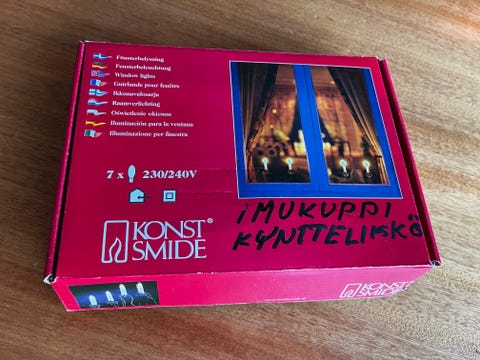 Fönsterbelysning
Fensterbeleuchtung
Window lights
Guirlande pour fenêtre
Ikkunavalosarja
Raamverlichting
Oświetlenie okienne
Iluminación para la ventana
Illuminazione per finestra
7 x 230/240V
KONST®
SMIDE
iMUKUPPI
KYNTTELIKKÖ
KONST
SMIDE